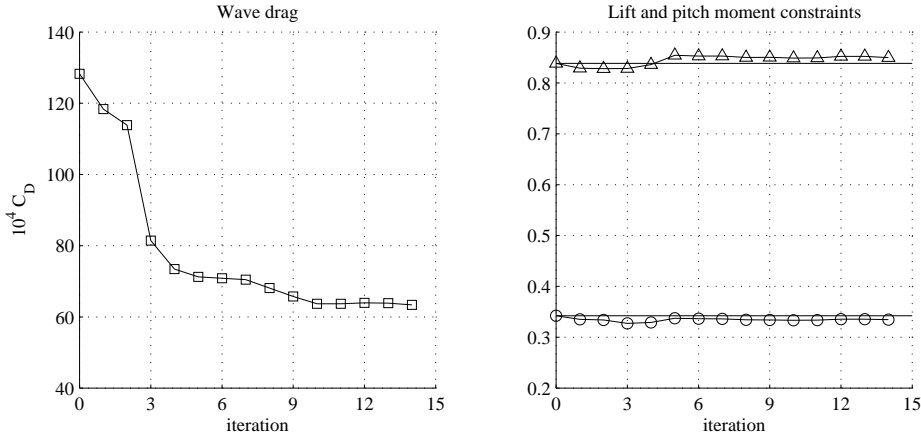 Wave drag
140
120
100
80
60
40
10^4 C_D
0 3 6 9 12 15
iteration
Lift and pitch moment constraints
0.9
0.8
0.7
0.6
0.5
0.4
0.3
0.2
0 3 6 9 12 15
iteration